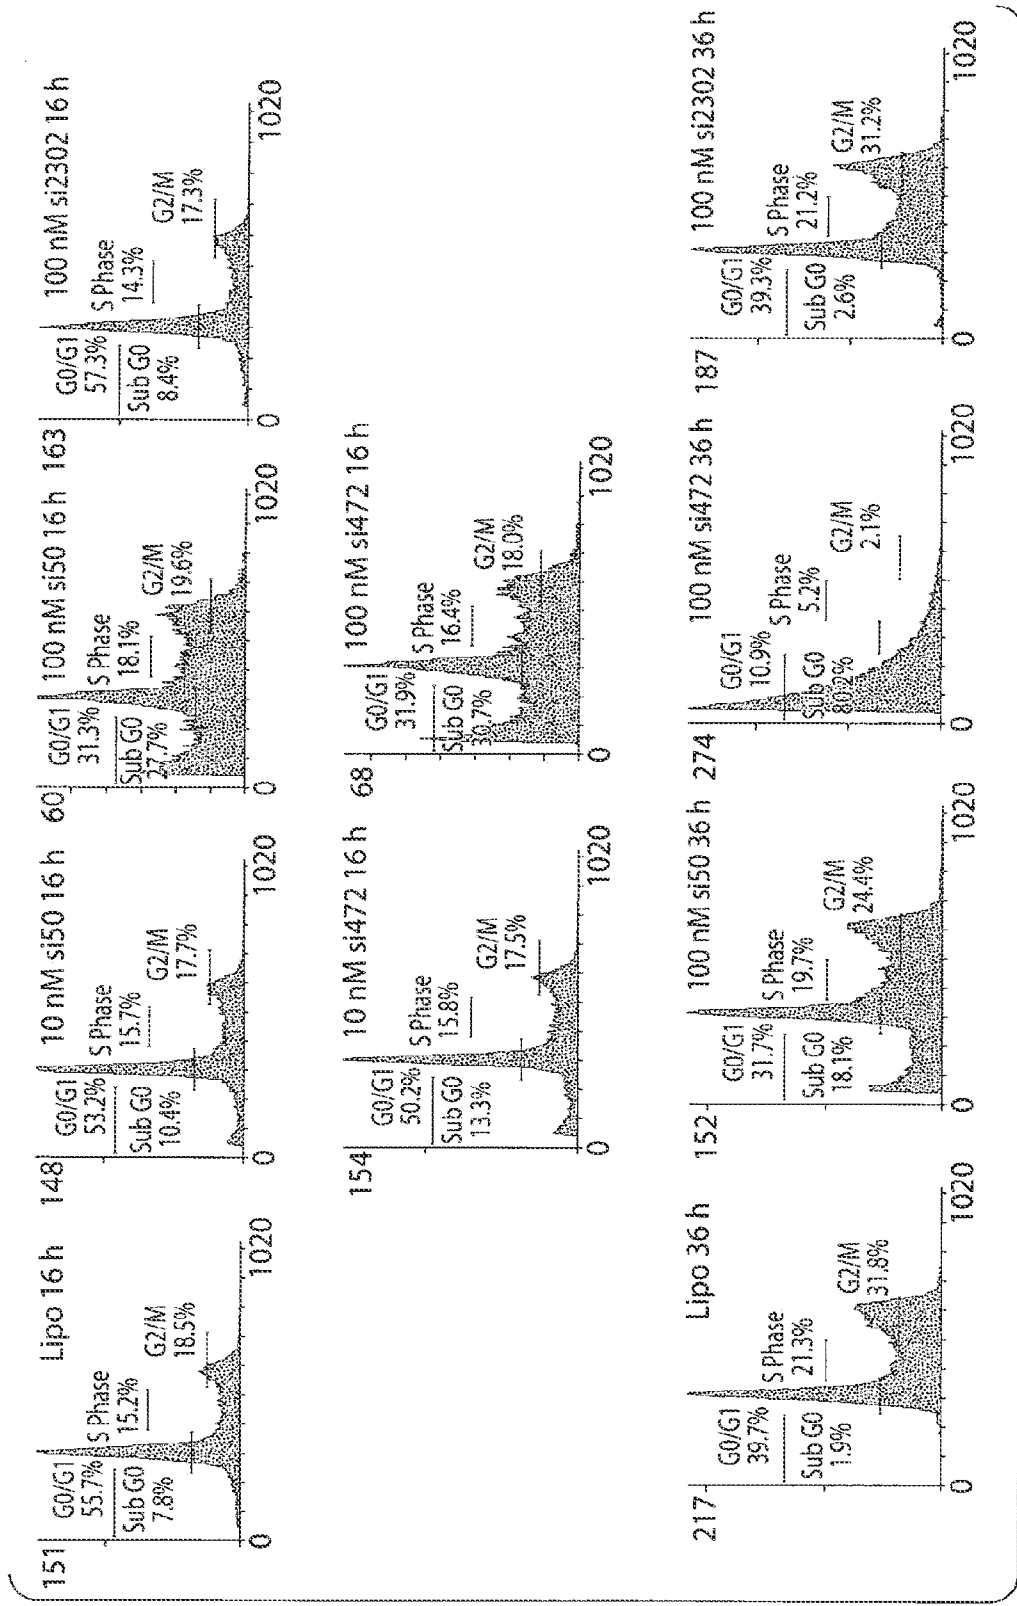 Lipo 16 h
151
G0/G1
55.7%
Sub G0
7.8%
S Phase
15.2%
G2/M
18.5%
0
1020
10 nM si50 16 h
148
G0/G1
53.2%
Sub G0
10.4%
S Phase
15.7%
G2/M
17.7%
0
1020
100 nM si50 16 h
60
G0/G1
31.3%
Sub G0
27.7%
S Phase
18.1%
G2/M
19.6%
0
1020
100 nM si2302 16 h
163
G0/G1
57.3%
Sub G0
8.4%
S Phase
14.3%
G2/M
17.3%
0
1020
10 nM si472 16 h
154
G0/G1
50.2%
Sub G0
13.3%
S Phase
15.8%
G2/M
17.5%
0
1020
100 nM si472 16 h
68
G0/G1
31.9%
Sub G0
30.7%
S Phase
16.4%
G2/M
18.0%
0
1020
Lipo 36 h
217
G0/G1
39.7%
Sub G0
1.9%
S Phase
21.3%
G2/M
31.8%
0
1020
100 nM si50 36 h
152
G0/G1
31.7%
Sub G0
18.1%
S Phase
19.7%
G2/M
24.4%
0
1020
100 nM si472 36 h
274
G0/G1
10.9%
Sub G0
80.2%
S Phase
5.2%
G2/M
2.1%
0
1020
100 nM si2302 36 h
187
G0/G1
39.3%
Sub G0
2.6%
S Phase
21.2%
G2/M
31.2%
0
1020